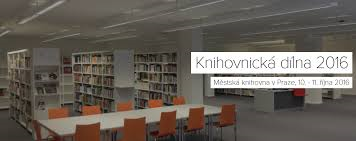 Knihovnická dílna 2016
Městská knihovna v Praze, 10. - 11. října 2016